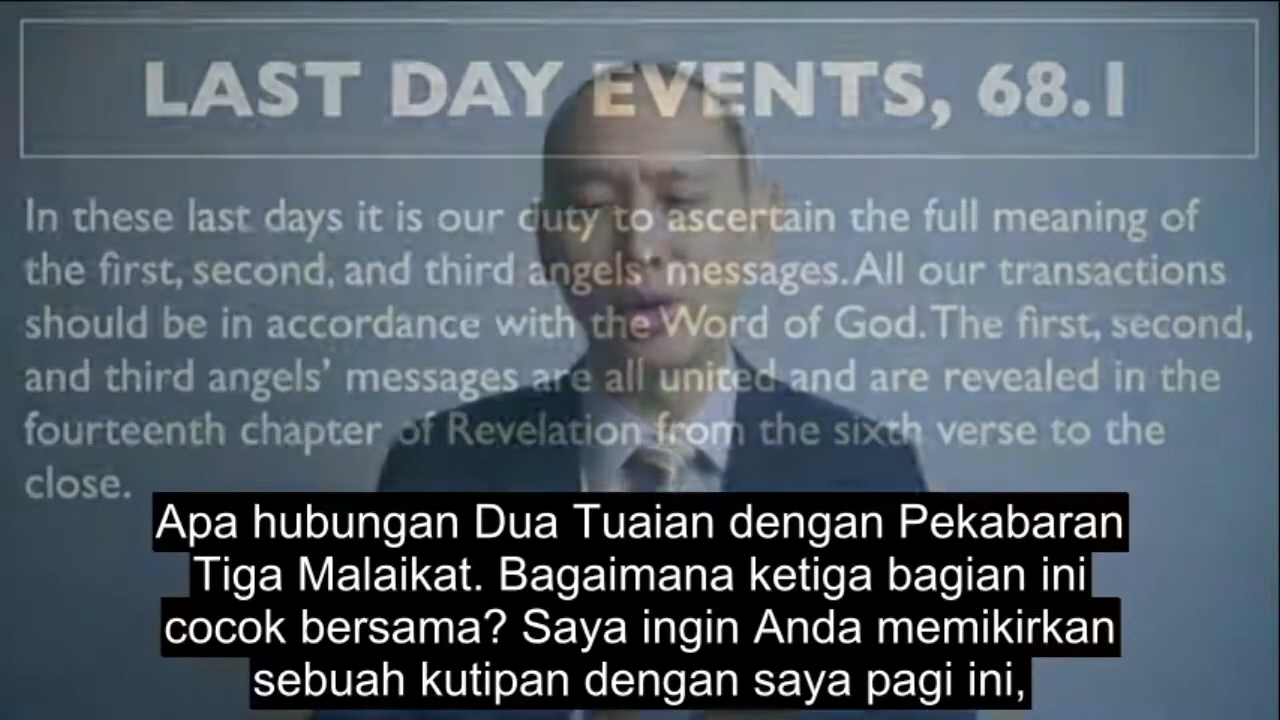 LAST DAY EVENTS, 68.1
In these last days it is our duty to ascertain the full meaning of
the first, second, and third angels' messages. All our transactions
should be in accordance with the Word of God. The first, second,
and third angels' messages are all united and are revealed in the
fourteenth chapter of Revelation from the sixth verse to the
close.
Apa hubungan Dua Tuaian dengan Pekabaran
Tiga Malaikat. Bagaimana ketiga bagian ini
cocok bersama? Saya ingin Anda memikirkan
sebuah kutipan dengan saya pagi ini,